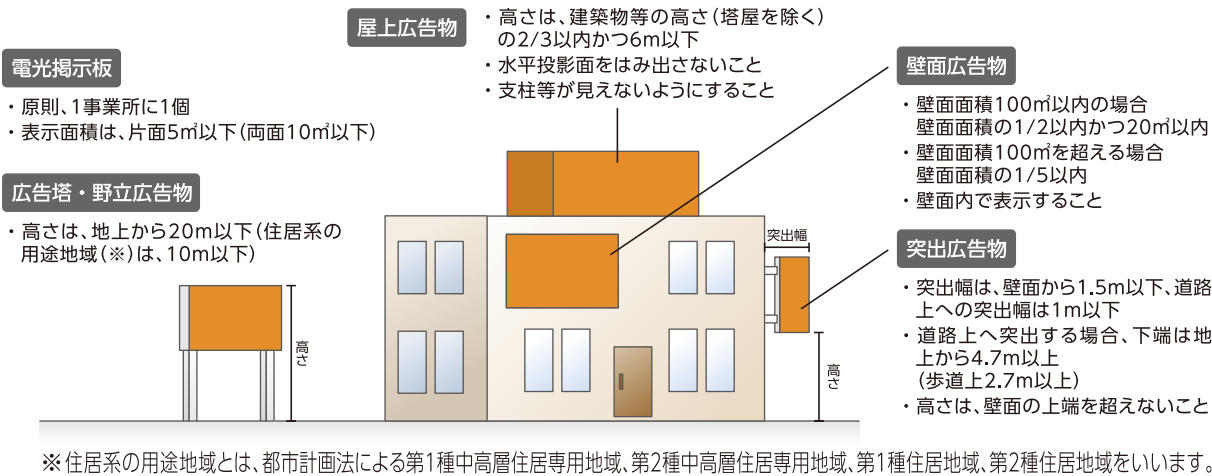 屋上広告物
・高さは、建築物等の高さ(塔屋を除く)
の2/3以内かつ6m以下
・水平投影面をはみ出さないこと
・支柱等が見えないようにすること
電光掲示板
・原則、1事業所に1個
・表示面積は、片面5㎡以下(両面10㎡以下)
広告塔・野立広告物
・高さは、地上から20m以下(住居系の
用途地域(※)は、10m以下)
高さ
壁面広告物
・壁面面積100㎡以内の場合
壁面面積の1/2以内かつ20㎡以内
・壁面面積100㎡を超える場合
壁面面積の1/5以内
・壁面内で表示すること
突出幅
高さ
突出広告物
・突出幅は、壁面から1.5m以下、道路
上への突出幅は1m以下
・道路上へ突出する場合、下端は地
上から4.7m以上
(歩道上2.7m以上)
・高さは、壁面の上端を超えないこと
※住居系の用途地域とは、都市計画法による第1種中高層住居専用地域、第2種中高層住居専用地域、第1種住居地域、第2種住居地域をいいます。